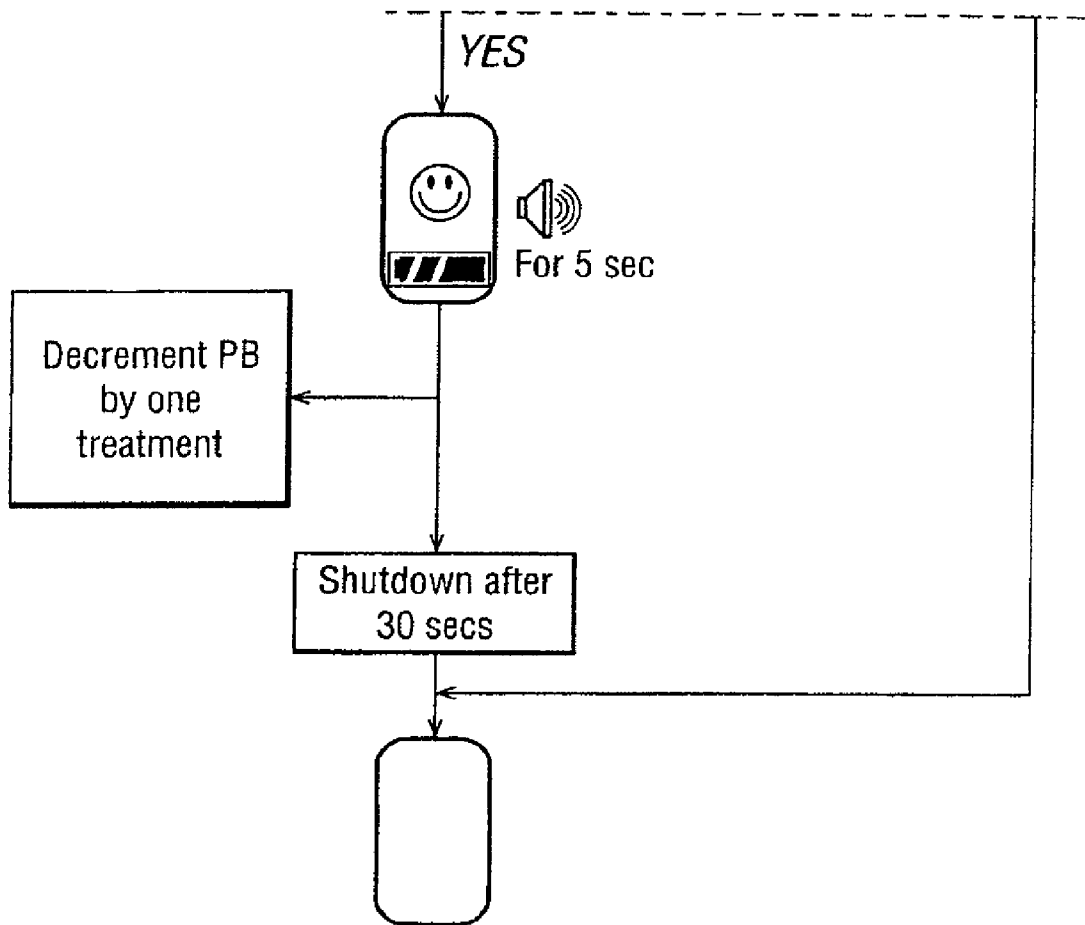 YES
For 5 sec
Decrement PB
by one
treatment
Shutdown after
30 secs